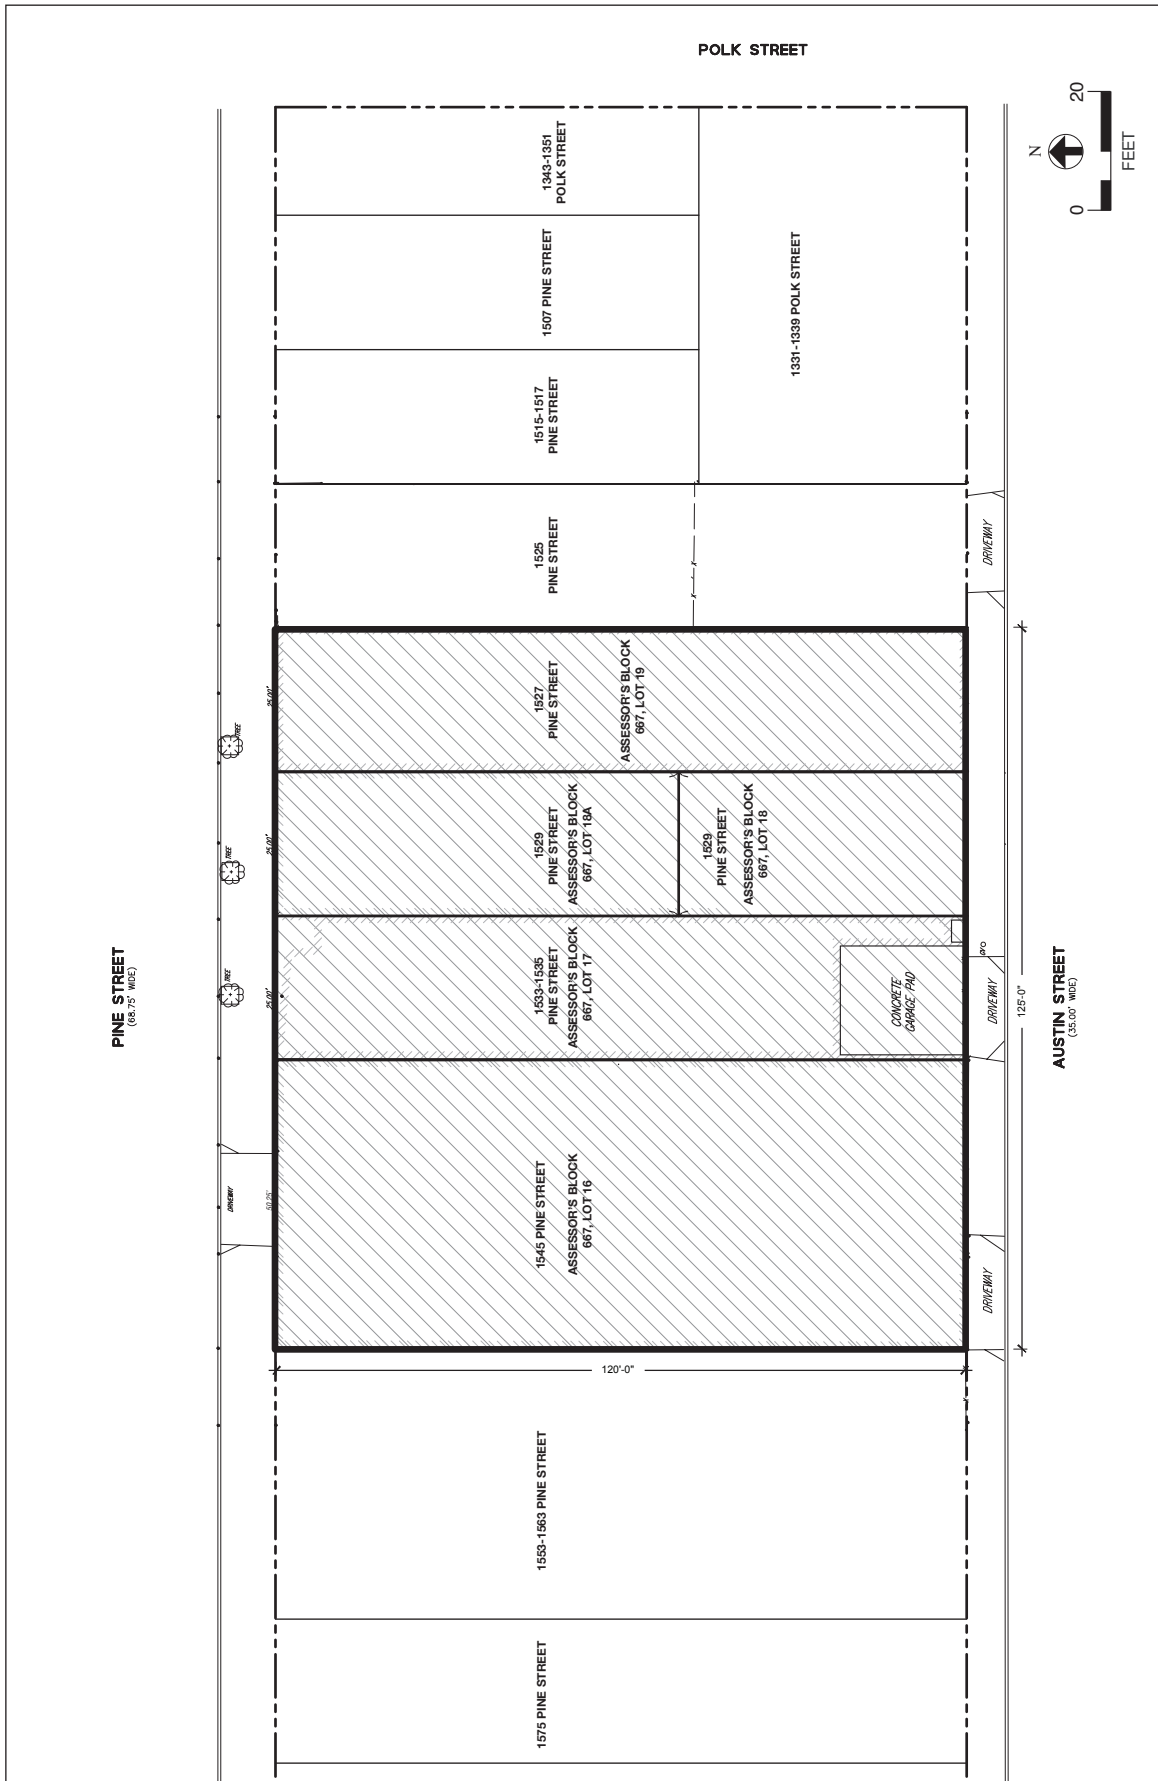 POLK STREET
20
0
FEET
N
1343-1351
POLK STREET
1507 PINE STREET
1331-1339 POLK STREET
1515-1517
PINE STREET
1525
PINE STREET
DRIVEWAY
1527
PINE STREET
ASSESSOR'S BLOCK
667, LOT 19
25.00'
TREE
1529
PINE STREET
ASSESSOR'S BLOCK
667, LOT 18A
1529
PINE STREET
ASSESSOR'S BLOCK
667, LOT 18
25.00'
TREE
1533-1535
PINE STREET
ASSESSOR'S BLOCK
667, LOT 17
25.00'
TREE
CONCRETE
GARAGE PAD
DRIVEWAY
125'-0"
PINE STREET
(68.75' WIDE)
AUSTIN STREET
(35.00' WIDE)
1545 PINE STREET
ASSESSOR'S BLOCK
667, LOT 16
50.25'
DRIVEWAY
DRIVEWAY
120'-0"
1553-1563 PINE STREET
1575 PINE STREET